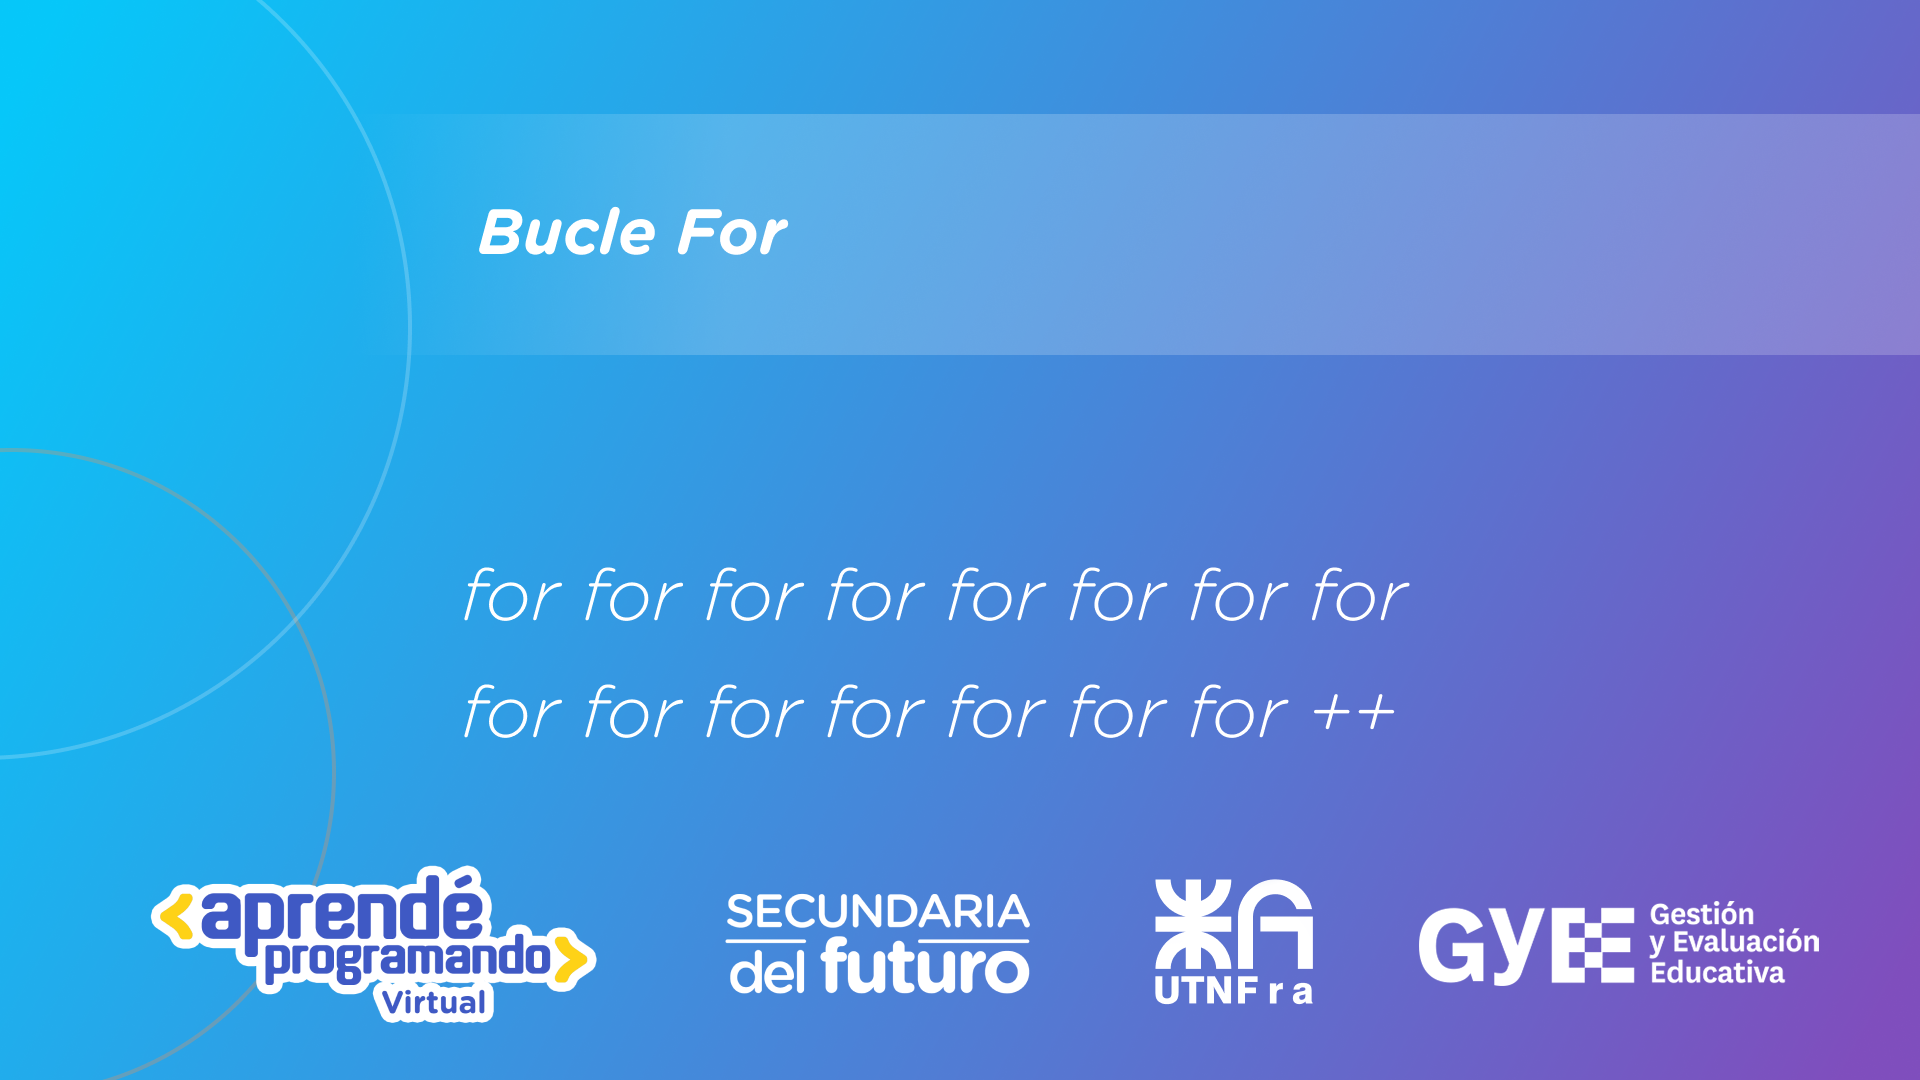 Bucle For
for for for for for for for for
for for for for for for for ++
aprendé
programando
Virtual
SECUNDARIA
del futuro
UTNFra
GyE
Gestión
y Evaluación
Educativa